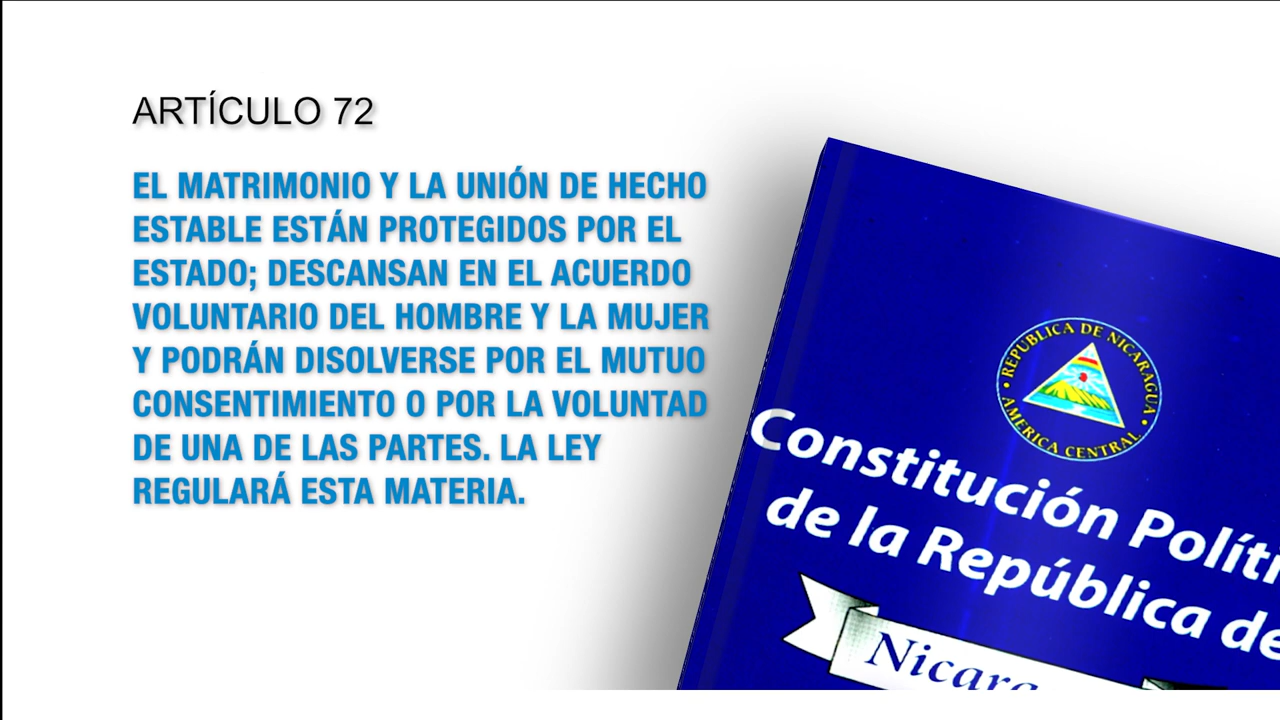 ARTÍCULO 72
EL MATRIMONIO Y LA UNIÓN DE HECHO
ESTABLE ESTÁN PROTEGIDOS POR EL
ESTADO; DESCANSAN EN EL ACUERDO
VOLUNTARIO DEL HOMBRE Y LA MUJER
Y PODRÁN DISOLVERSE POR EL MUTUO
CONSENTIMIENTO O POR LA VOLUNTAD
DE UNA DE LAS PARTES. LA LEY
REGULARÁ ESTA MATERIA.
REPUBLICA DE NICARAGUA
AMERICA CENTRAL
Constitución Políti
de la República de
Nicara